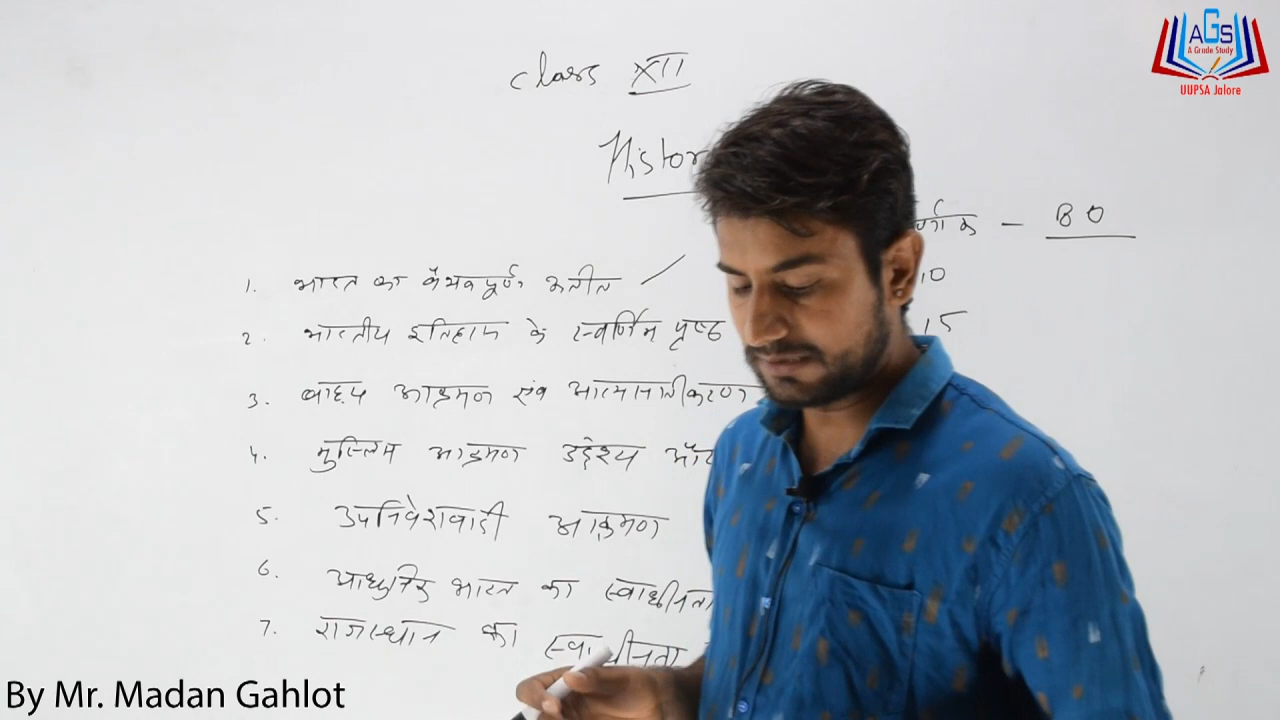 AGS
A Grade Study
UUPSA Jalore
Class XII
Histor
र्णांक - 80
1. भारत का वैभवपूर्ण अतीत
10
2. भारतीय इतिहास के स्वर्णिम पृष्ठ
15
3. बाह्य आक्रमण एंव आत्मसातीकरण
4. मुस्लिम आक्रमण उद्देश्य और
5. उपनिवेशवादी आक्रमण
6. आधुनिक भारत का स्वाधीनता
7. राजस्थान का स्वाधीनता
By Mr. Madan Gahlot